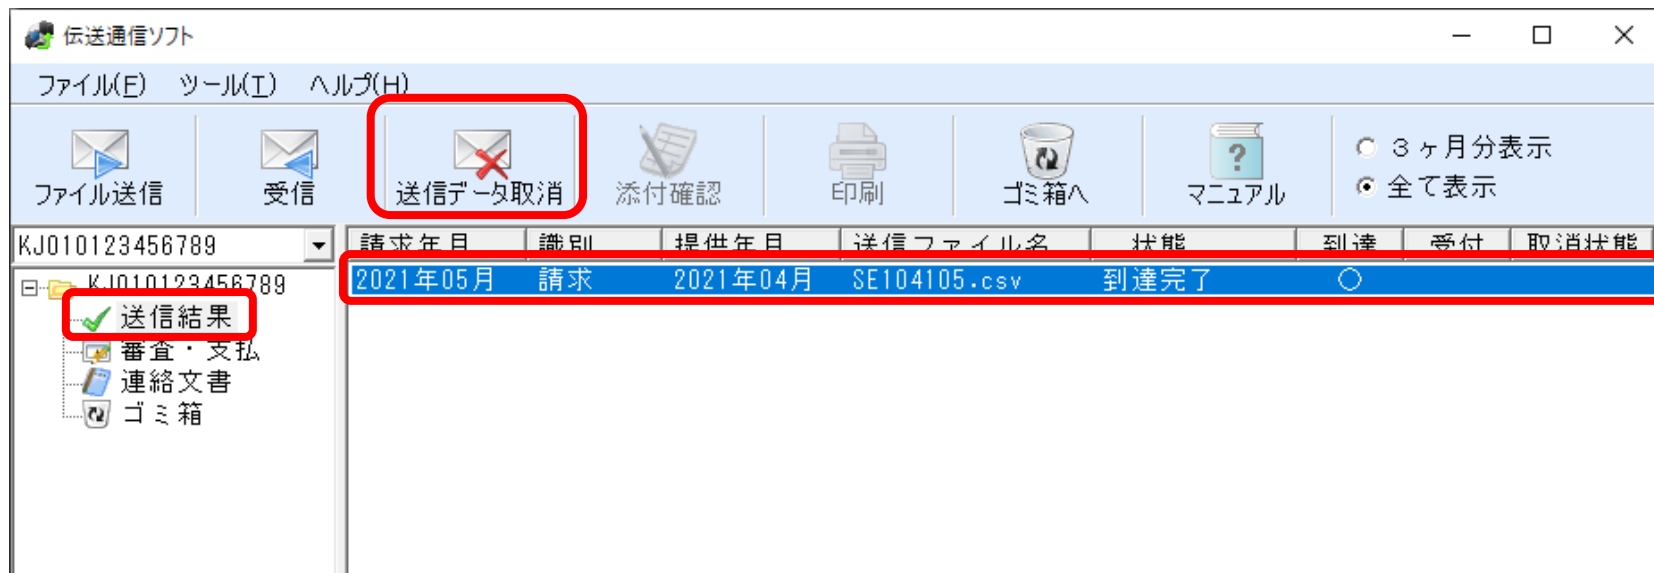 伝送通信ソフト
ファイル(F) ツール(T) ヘルプ(H)
ファイル送信 受信 送信データ取消 添付確認 印刷 ゴミ箱へ マニュアル
3ヶ月分表示
全て表示
KJ010123456789
請求年月 識別 提供年月 送信ファイル名 状態 到達 受付 取消状態
2021年05月 請求 2021年04月 SE104105.csv 到達完了 ○
KJ010123456789
送信結果
審査・支払
連絡文書
ゴミ箱